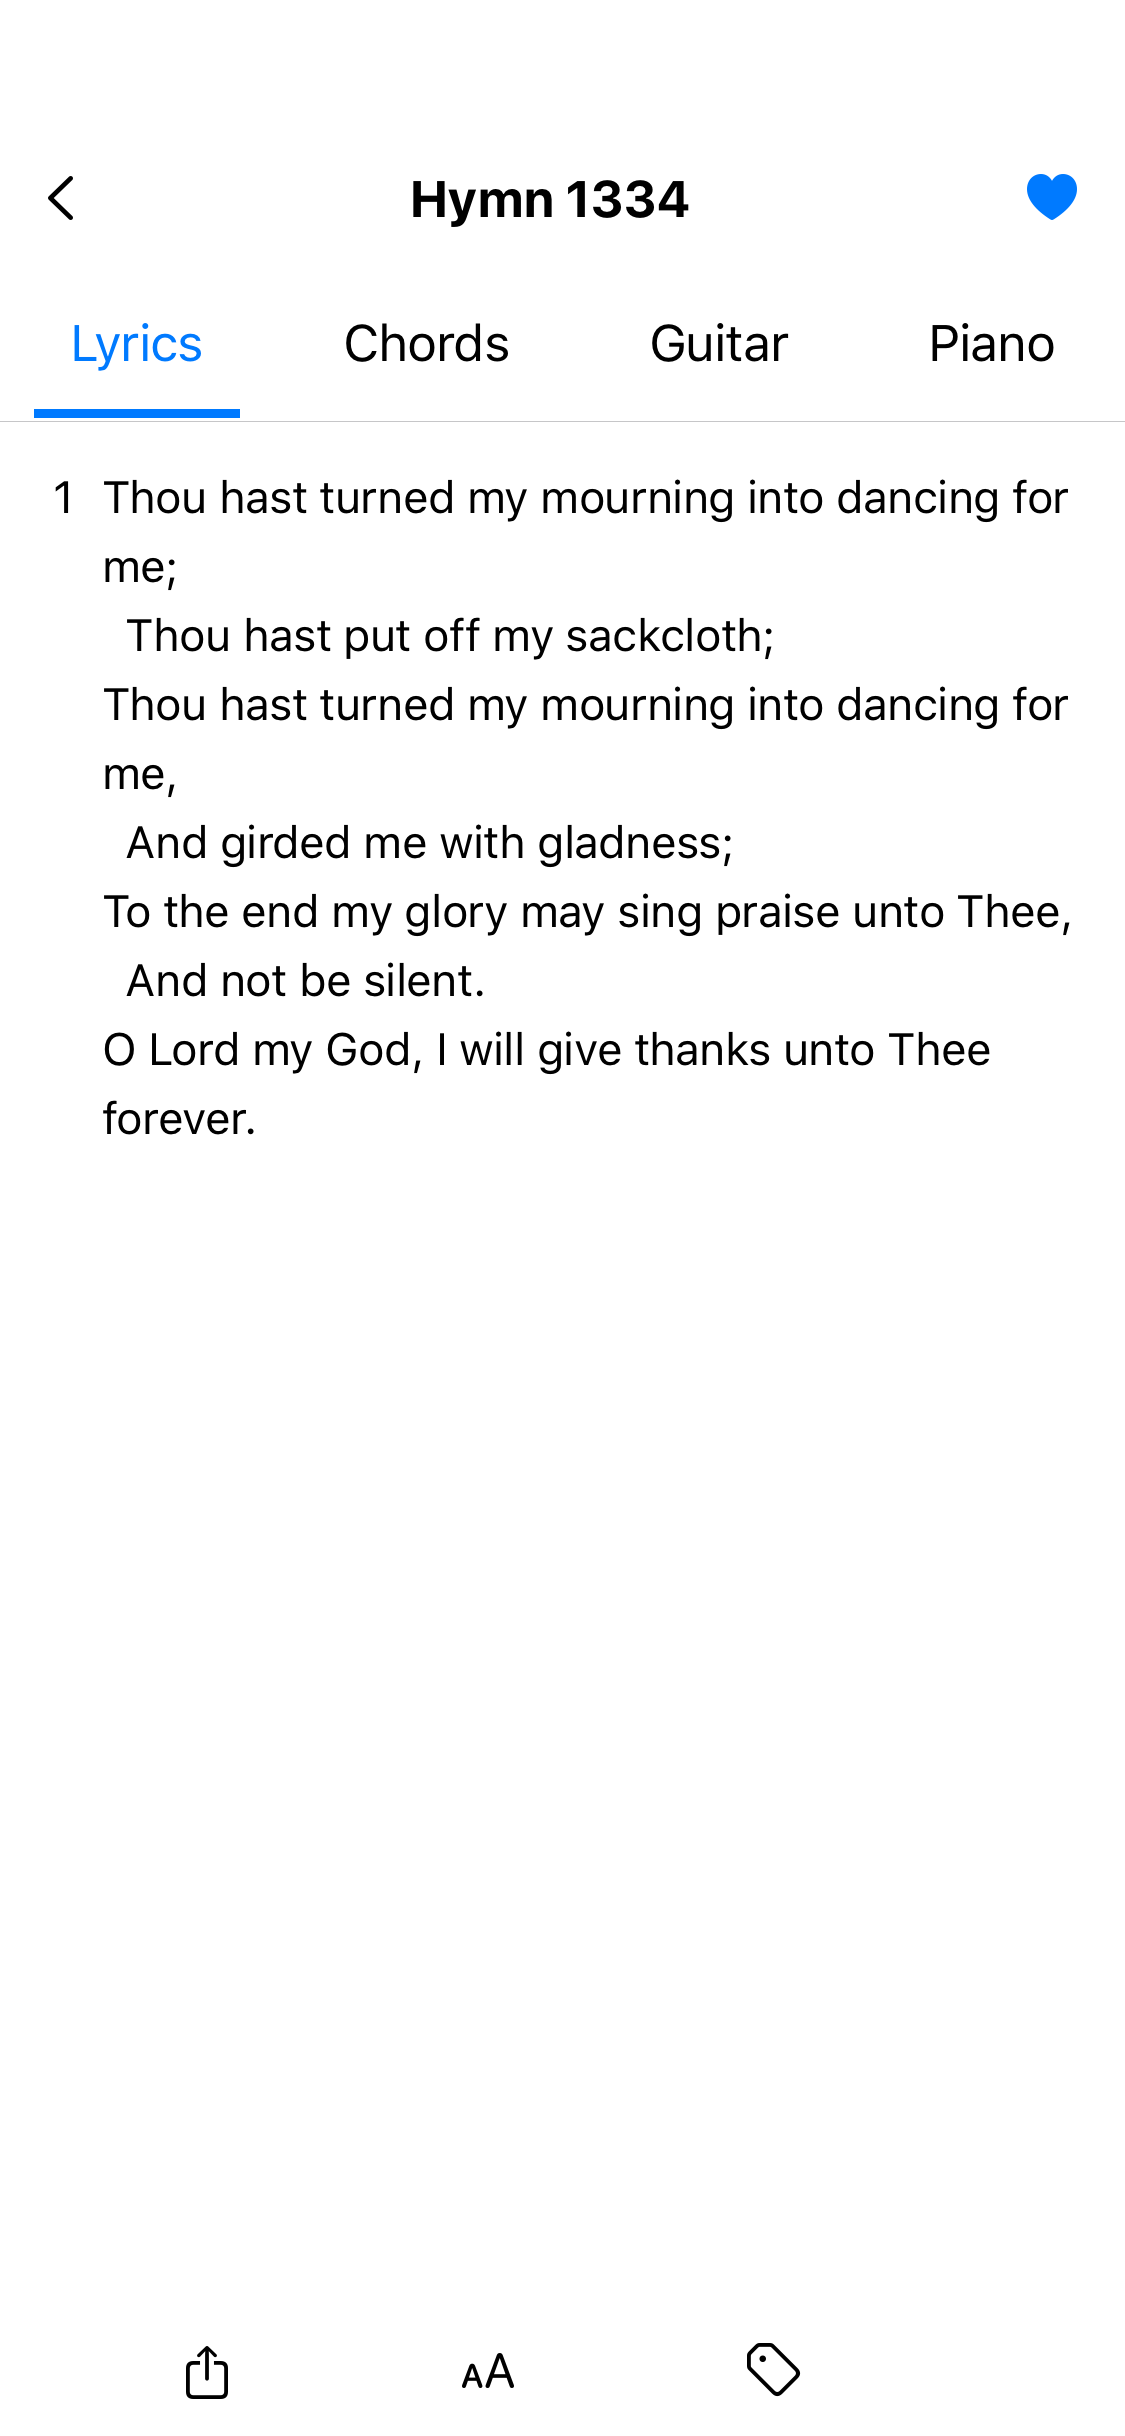 Hymn 1334
Lyrics Chords Guitar Piano
1 Thou hast turned my mourning into dancing for
me;
Thou hast put off my sackcloth;
Thou hast turned my mourning into dancing for
me,
And girded me with gladness;
To the end my glory may sing praise unto Thee,
And not be silent.
O Lord my God, I will give thanks unto Thee
forever.
AA